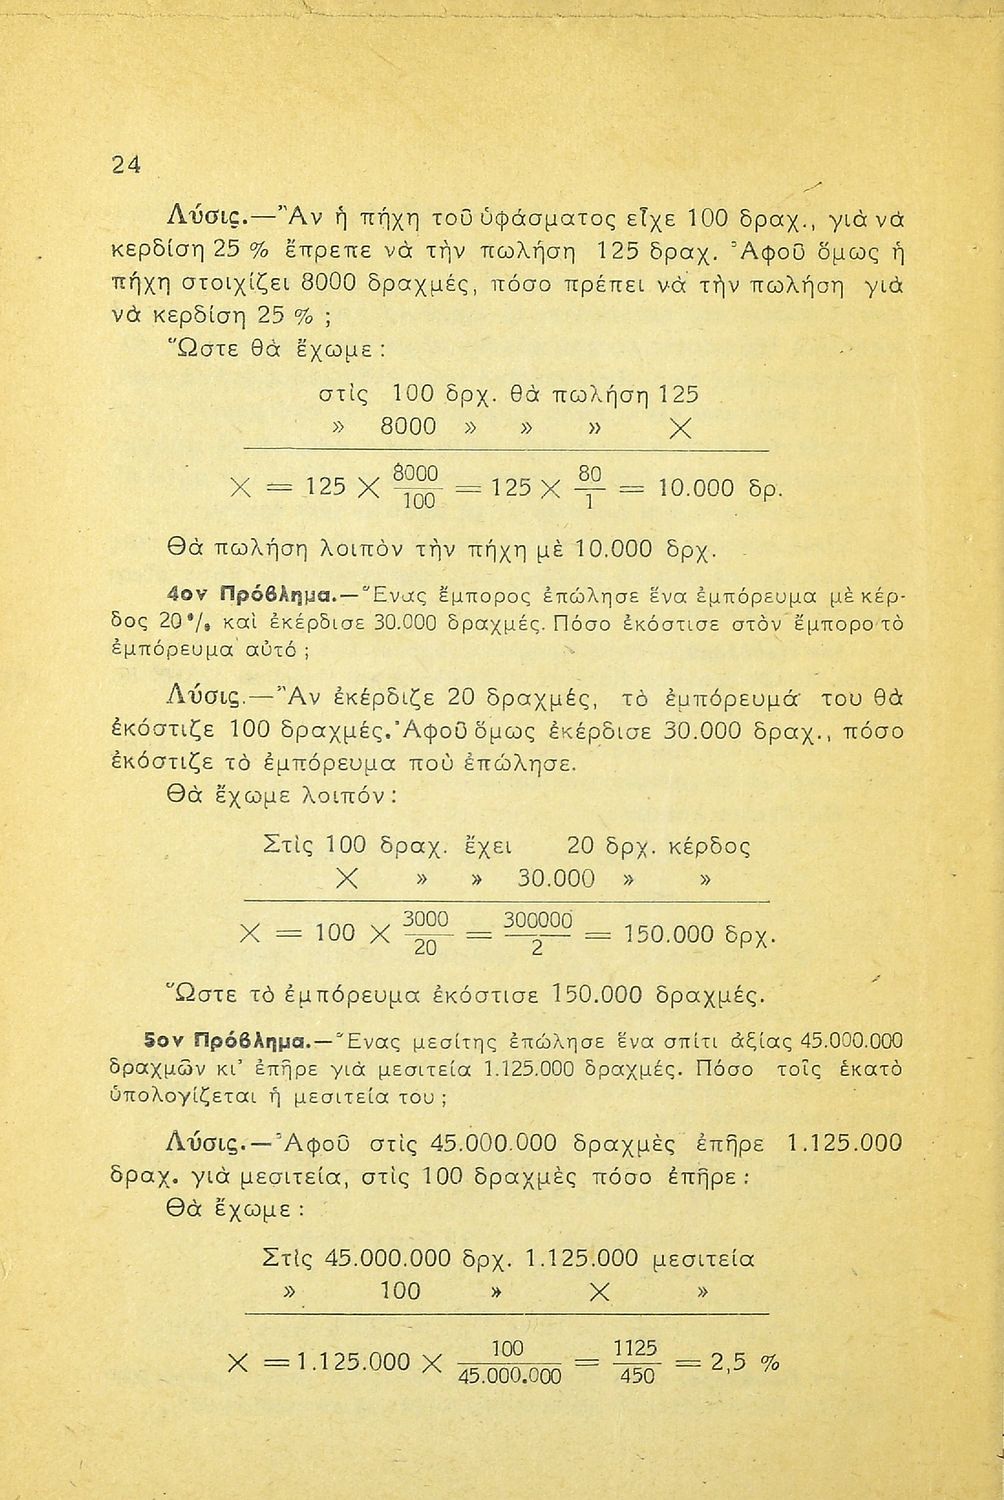 24
Λύσις.—"Αν ἡ πήχη τοῦ ὑφάσματος εἶχε 100 δραχ., γιὰ νὰ
κερδίση 25 % ἔπρεπε νὰ τὴν πωλήση 125 δραχ. Ἀφοῦ ὅμως ἡ
πήχη στοιχίζει 8000 δραχμές, πόσο πρέπει νὰ τὴν πωλήση γιὰ
νὰ κερδίση 25 % ;
Ὥστε θὰ ἔχωμε :
στὶς 100 δρχ. θὰ πωλήση 125
» 8000 » » » X
X = 125 X 8000/100 = 125 X 80/1 = 10.000 δρ.
Θὰ πωλήση λοιπὸν τὴν πήχη μὲ 10.000 δρχ.
4ον Πρόβλημα.—Ἕνας ἔμπορος ἐπώλησε ἕνα ἐμπόρευμα μὲ κέρ-
δος 20 % καὶ ἐκέρδισε 30.000 δραχμές. Πόσο ἐκόστισε στὸν ἔμπορο τὸ
ἐμπόρευμα αὐτό ;
Λύσις.—"Αν ἐκέρδιζε 20 δραχμές, τὸ ἐμπόρευμά του θὰ
ἐκόστιζε 100 δραχμές. Ἀφοῦ ὅμως ἐκέρδισε 30.000 δραχ., πόσο
ἐκόστιζε τὸ ἐμπόρευμα ποὺ ἐπώλησε.
Θὰ ἔχωμε λοιπόν :
Στὶς 100 δραχ. ἔχει 20 δρχ. κέρδος
X » » 30.000 » »
X = 100 X 3000/20 = 300000/2 = 150.000 δρχ.
Ὥστε τὸ ἐμπόρευμα ἐκόστισε 150.000 δραχμές.
5ον Πρόβλημα.—Ἕνας μεσίτης ἐπώλησε ἕνα σπίτι ἀξίας 45.000.000
δραχμῶν κι' ἐπῆρε γιὰ μεσιτεία 1.125.000 δραχμές. Πόσο τοῖς ἑκατὸ
ὑπολογίζεται ἡ μεσιτεία του ;
Λύσις.—Ἀφοῦ στὶς 45.000.000 δραχμὲς ἐπῆρε 1.125.000
δραχ. γιὰ μεσιτεία, στὶς 100 δραχμὲς πόσο ἐπῆρε :
Θὰ ἔχωμε :
Στὶς 45.000.000 δρχ. 1.125.000 μεσιτεία
» 100 » X »
X = 1.125.000 X 100/45.000.000 = 1125/450 = 2,5 %